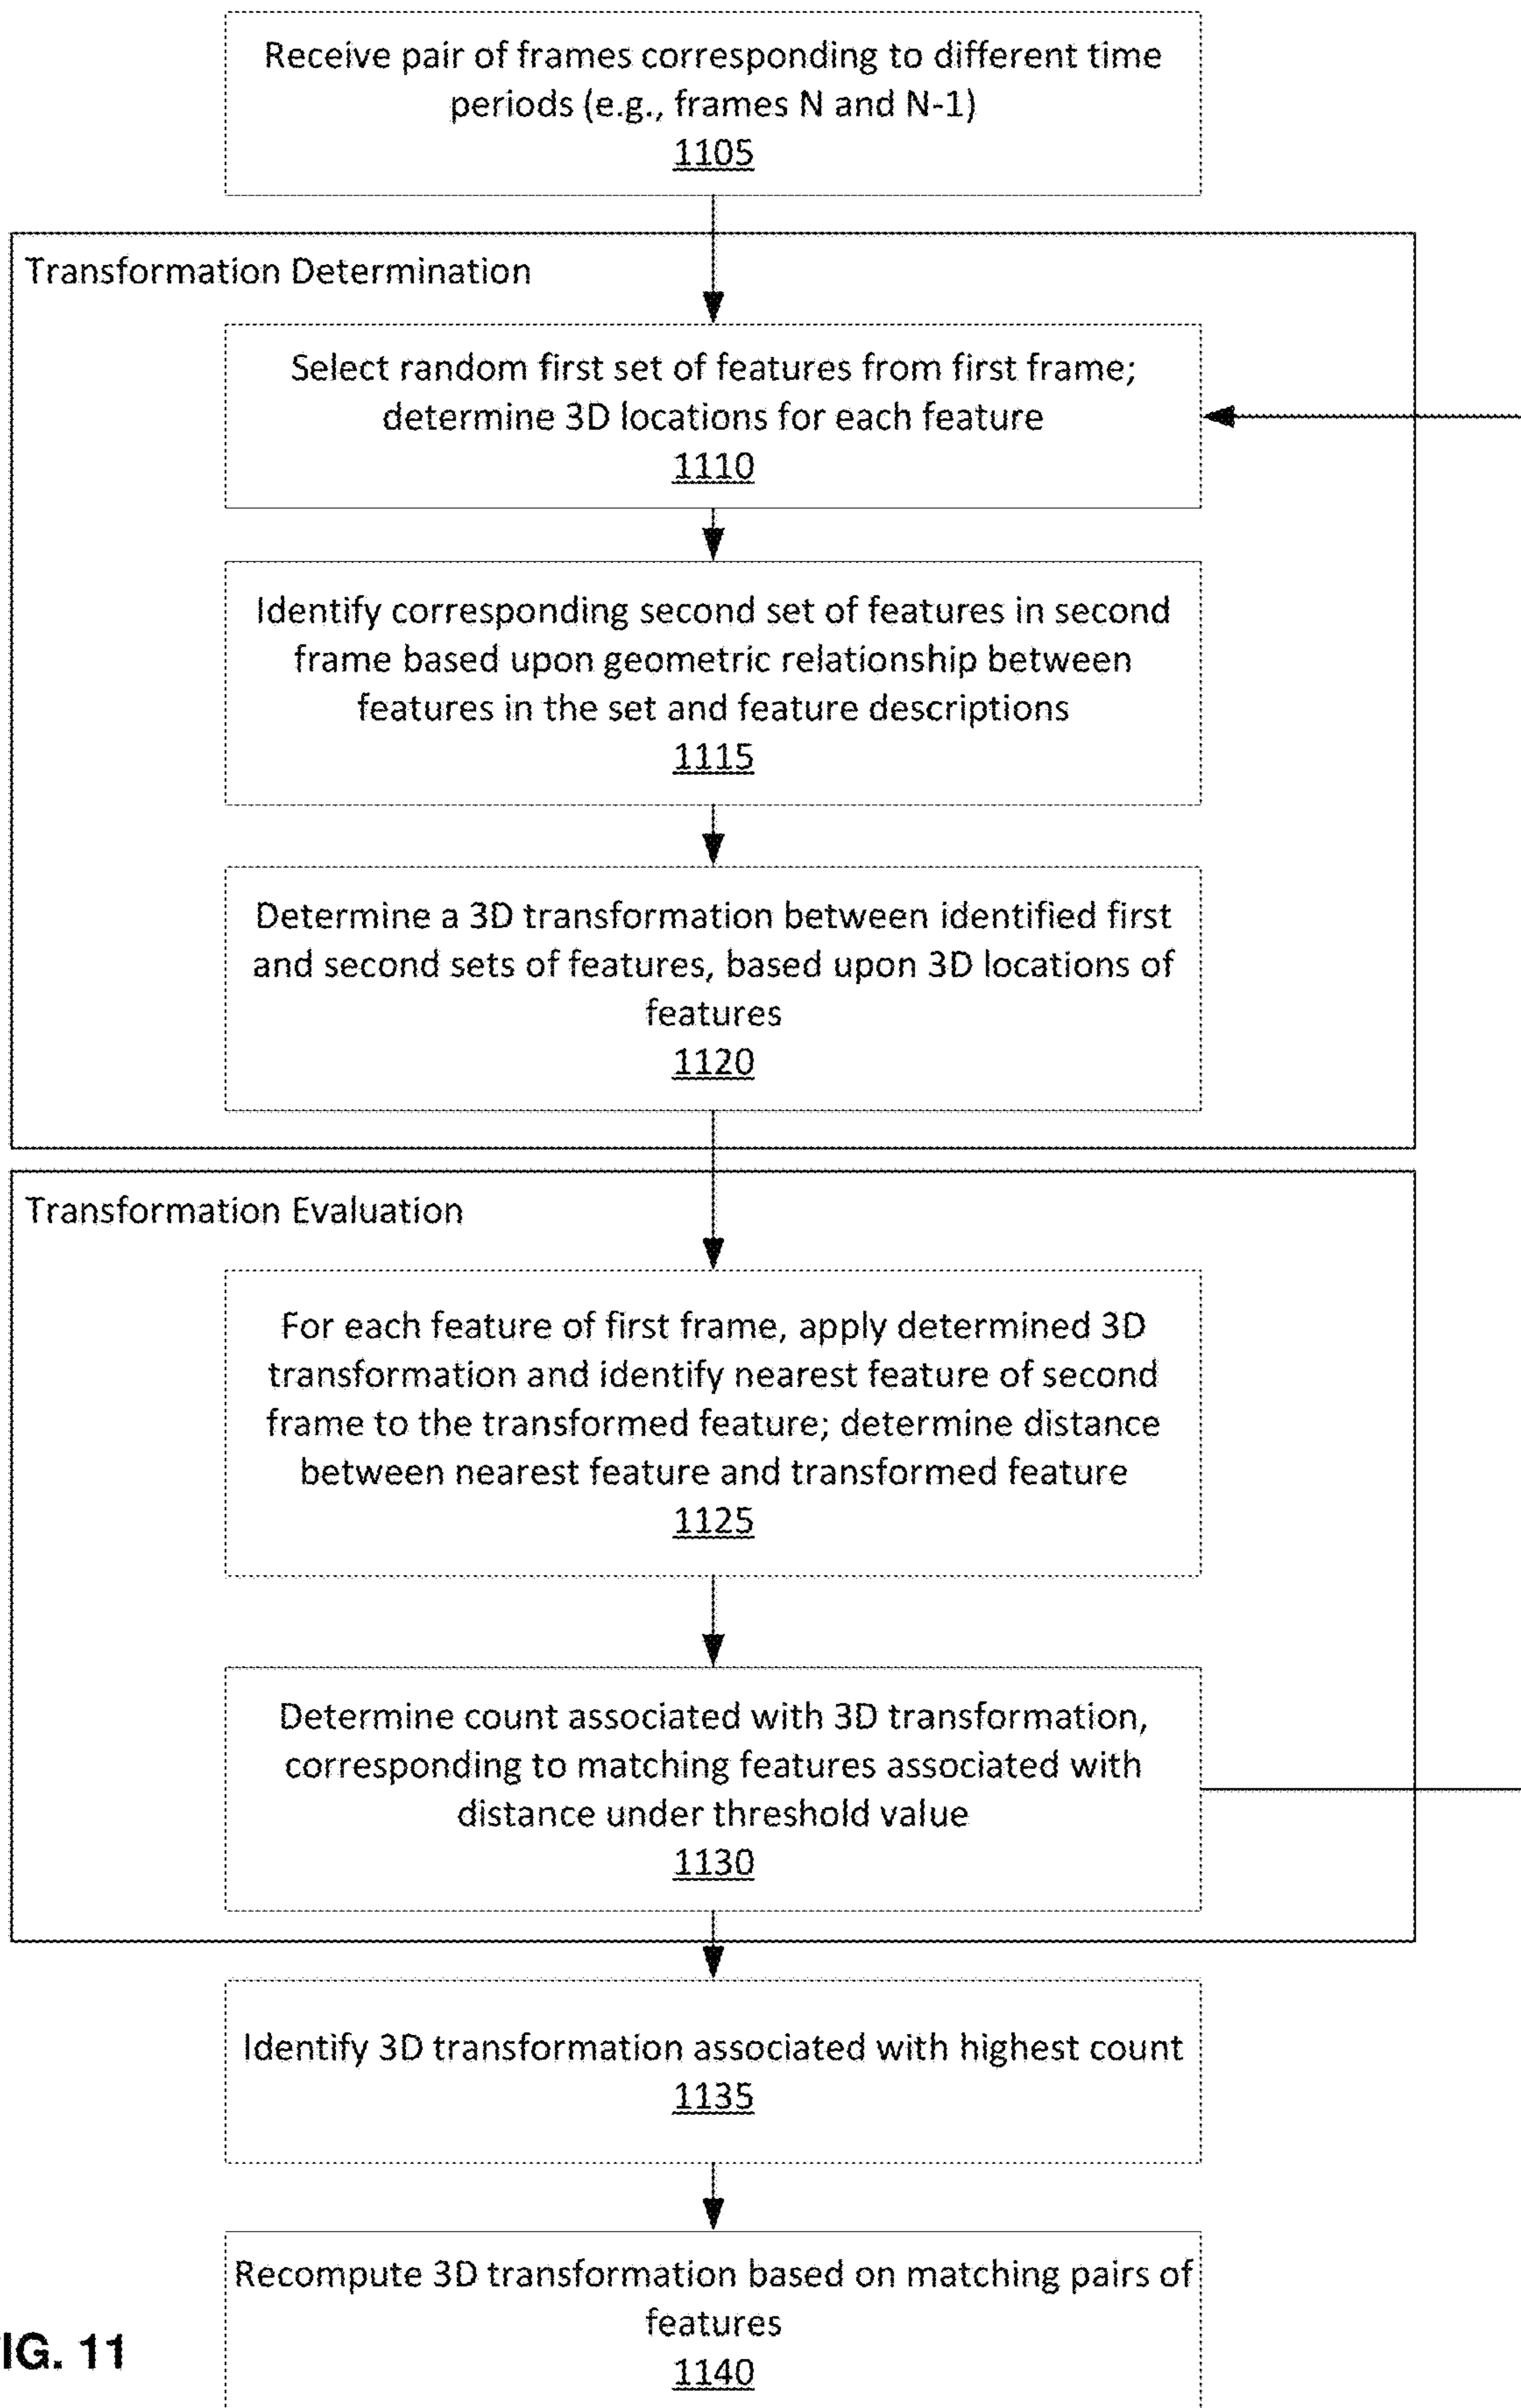 Receive pair of frames corresponding to different time
periods (e.g., frames N and N-1)
1105
Transformation Determination
Select random first set of features from first frame;
determine 3D locations for each feature
1110
Identify corresponding second set of features in second
frame based upon geometric relationship between
features in the set and feature descriptions
1115
Determine a 3D transformation between identified first
and second sets of features, based upon 3D locations of
features
1120
Transformation Evaluation
For each feature of first frame, apply determined 3D
transformation and identify nearest feature of second
frame to the transformed feature; determine distance
between nearest feature and transformed feature
1125
Determine count associated with 3D transformation,
corresponding to matching features associated with
distance under threshold value
1130
Identify 3D transformation associated with highest count
1135
Recompute 3D transformation based on matching pairs of
features
1140
IG. 11